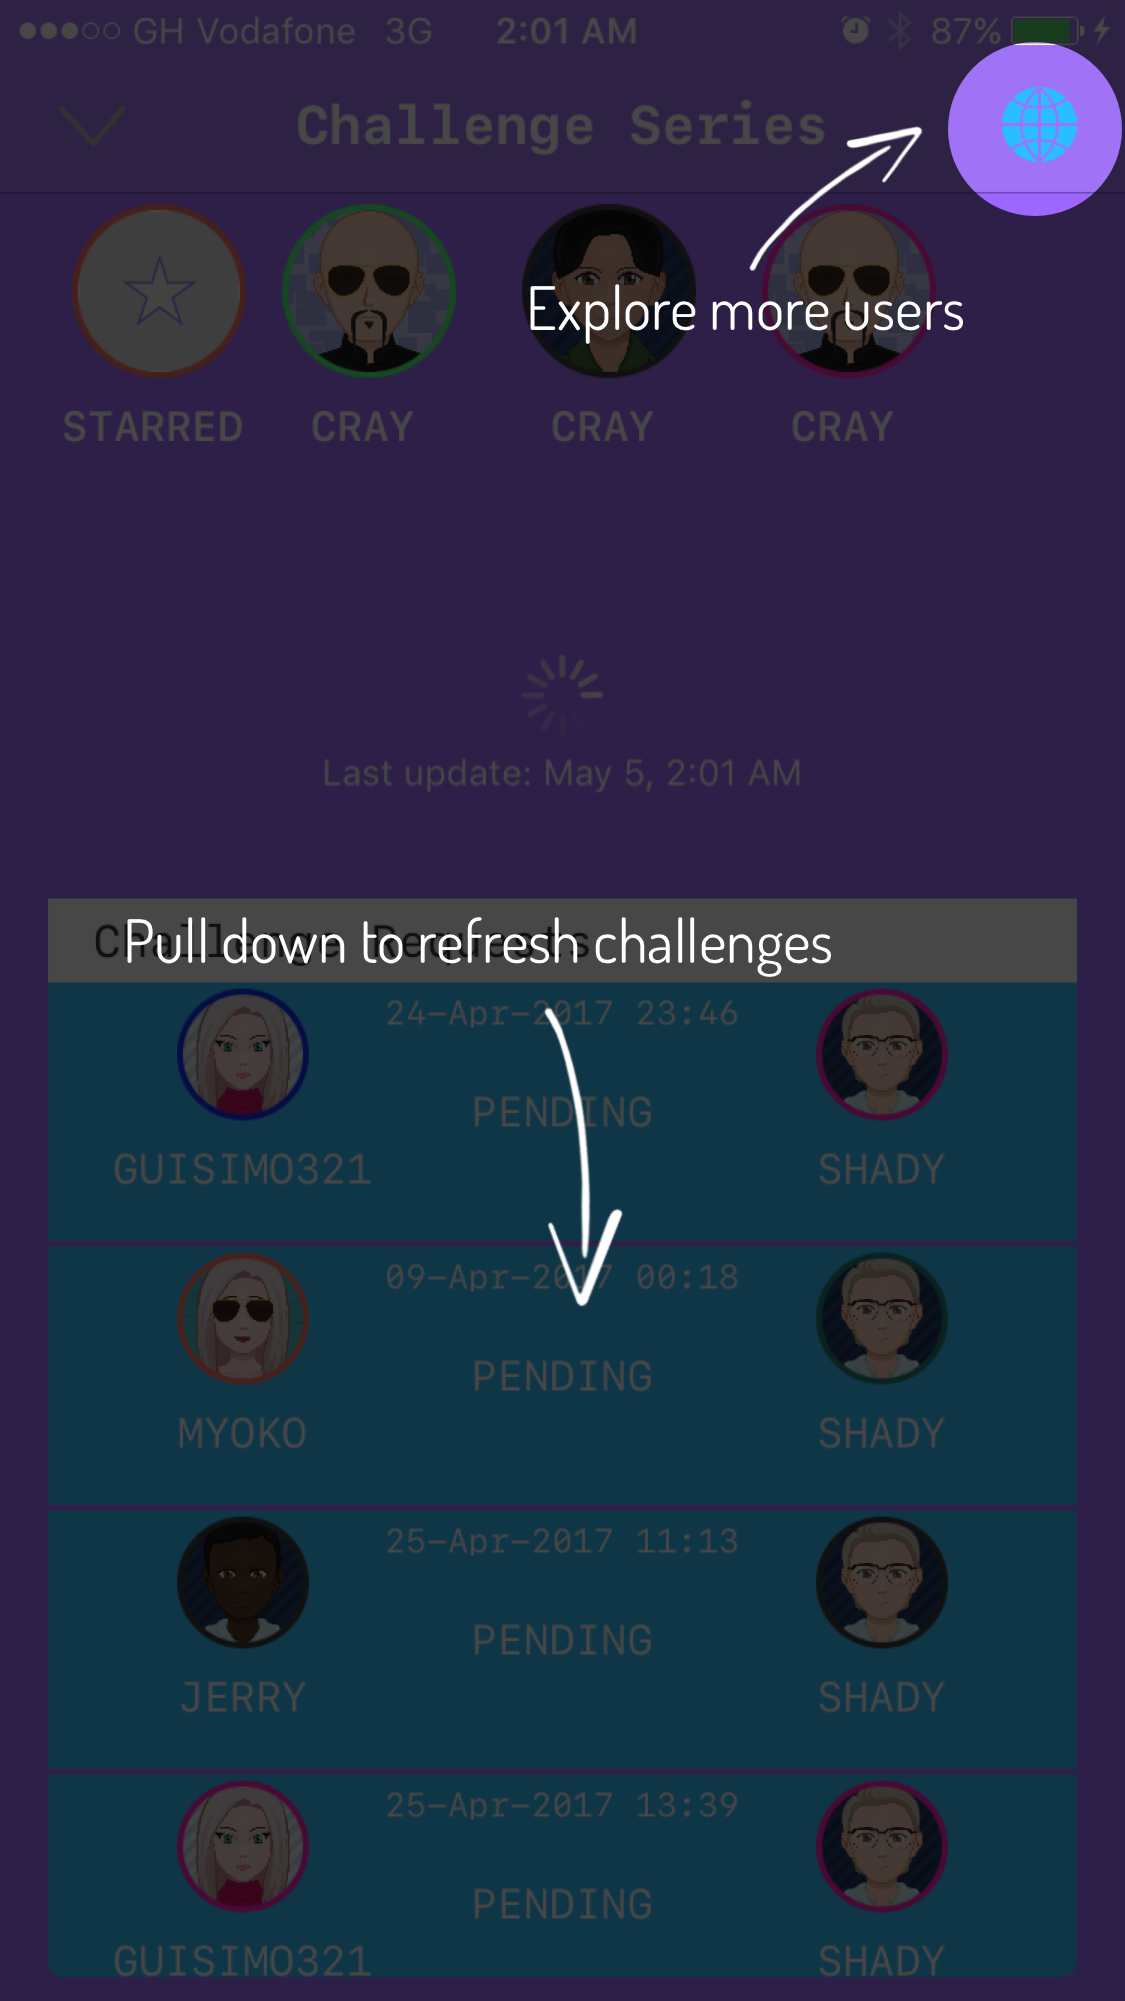 GH Vodafone 3G 2:01 AM 87%
Challenge Series
Explore more users
STARRED CRAY CRAY CRAY
Last update: May 5, 2:01 AM
Challenge Requests
Pull down to refresh challenges
24-Apr-2017 23:46
PENDING
GUISIMO321 SHADY
09-Apr-2017 00:18
PENDING
MYOKO SHADY
25-Apr-2017 11:13
PENDING
JERRY SHADY
25-Apr-2017 13:39
PENDING
GUISIMO321 SHADY